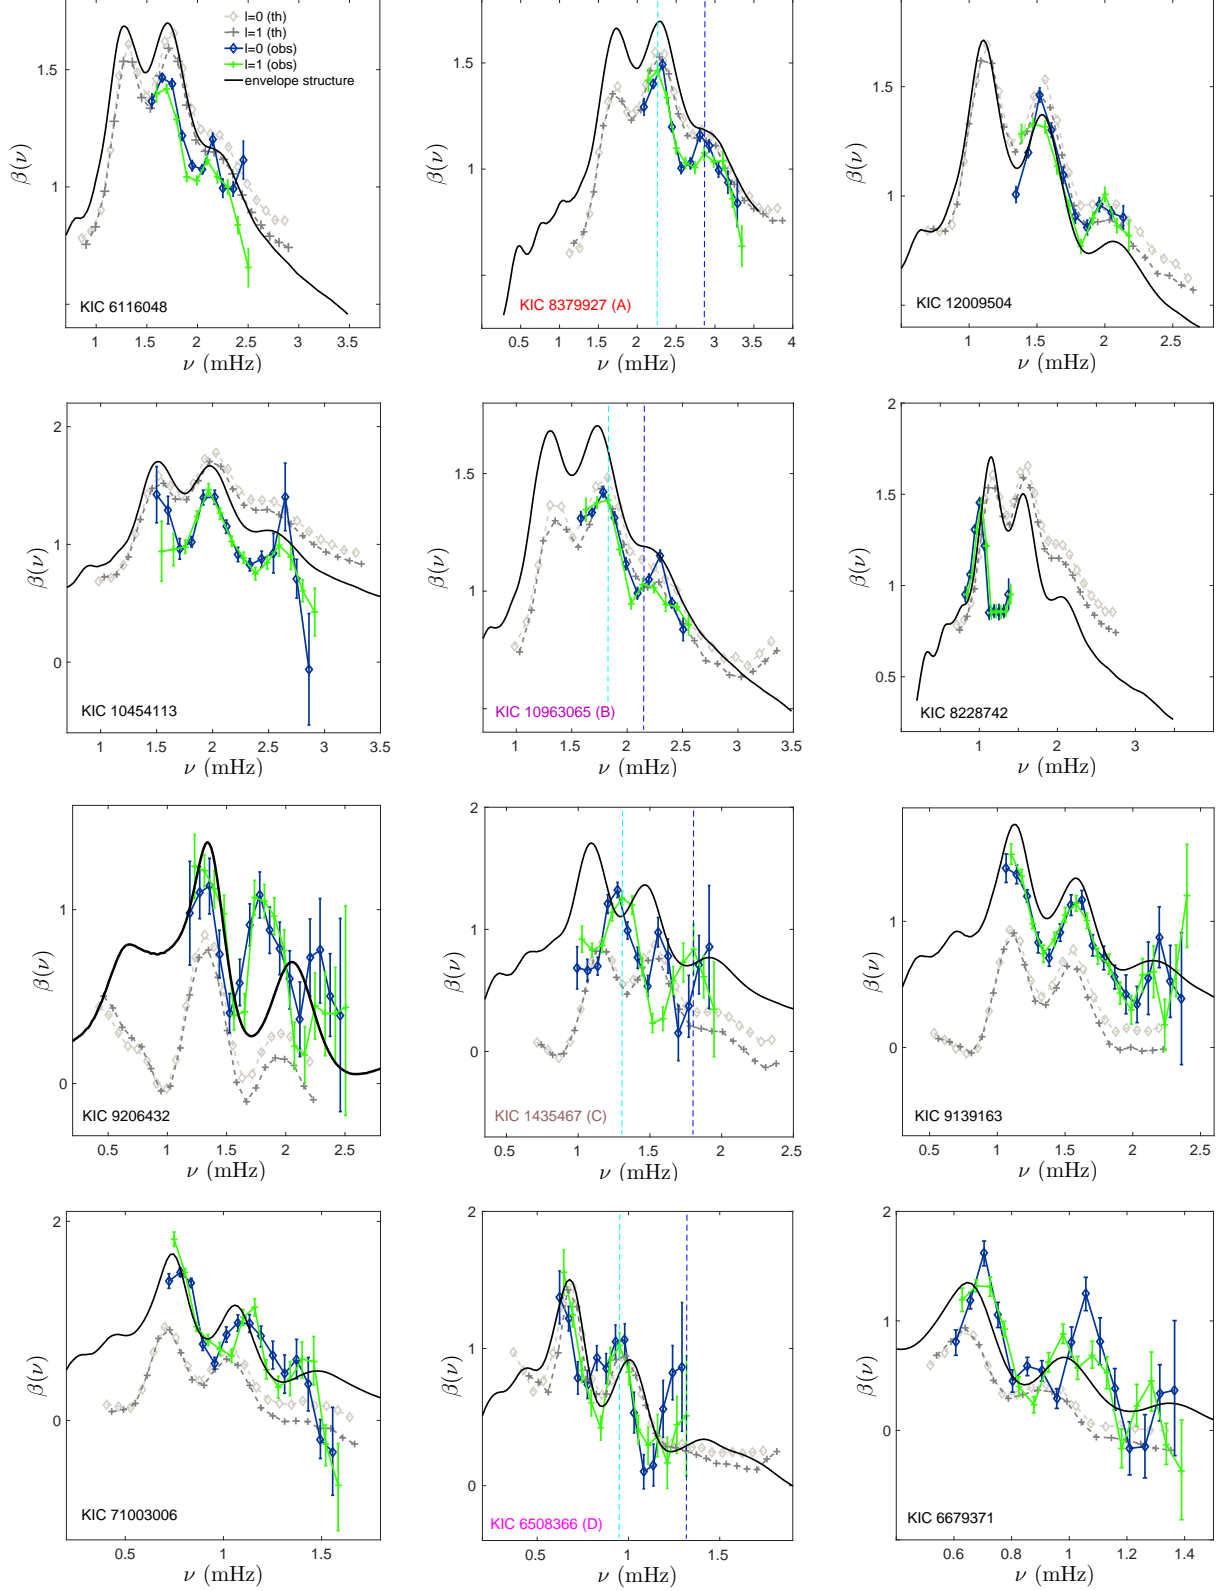 l=0 (th)
l=1 (th)
l=0 (obs)
l=1 (obs)
envelope structure
1.5
1
β(ν)
KIC 6116048
1 1.5 2 2.5 3 3.5
ν (mHz)
1.5
1
β(ν)
KIC 8379927 (A)
0.5 1 1.5 2 2.5 3 3.5 4
ν (mHz)
1.5
1
β(ν)
KIC 12009504
1 1.5 2
ν (mHz)
2
1
0
β(ν)
KIC 10454113
1 1.5 2 2.5 3 3.5
ν (mHz)
1.5
1
β(ν)
KIC 10963065 (B)
1 1.5 2 2.5 3 3.5
ν (mHz)
2
1.5
1
0.5
β(ν)
KIC 8228742
1 2 3
ν (mHz)
1
0
β(ν)
KIC 9206432
0.5 1 1.5 2 2.5
ν (mHz)
2
1
0
β(ν)
KIC 1435467 (C)
0.5 1 1.5 2 2.5
ν (mHz)
1
0
β(ν)
KIC 9139163
0.5 1 1.5 2 2.5
ν (mHz)
2
1
0
β(ν)
KIC 71003006
0.5 1 1.5
ν (mHz)
2
1
0
β(ν)
KIC 6508366 (D)
0.5 1 1.5
ν (mHz)
2
1
0
β(ν)
KIC 6679371
0.6 0.8 1 1.2 1.4
ν (mHz)